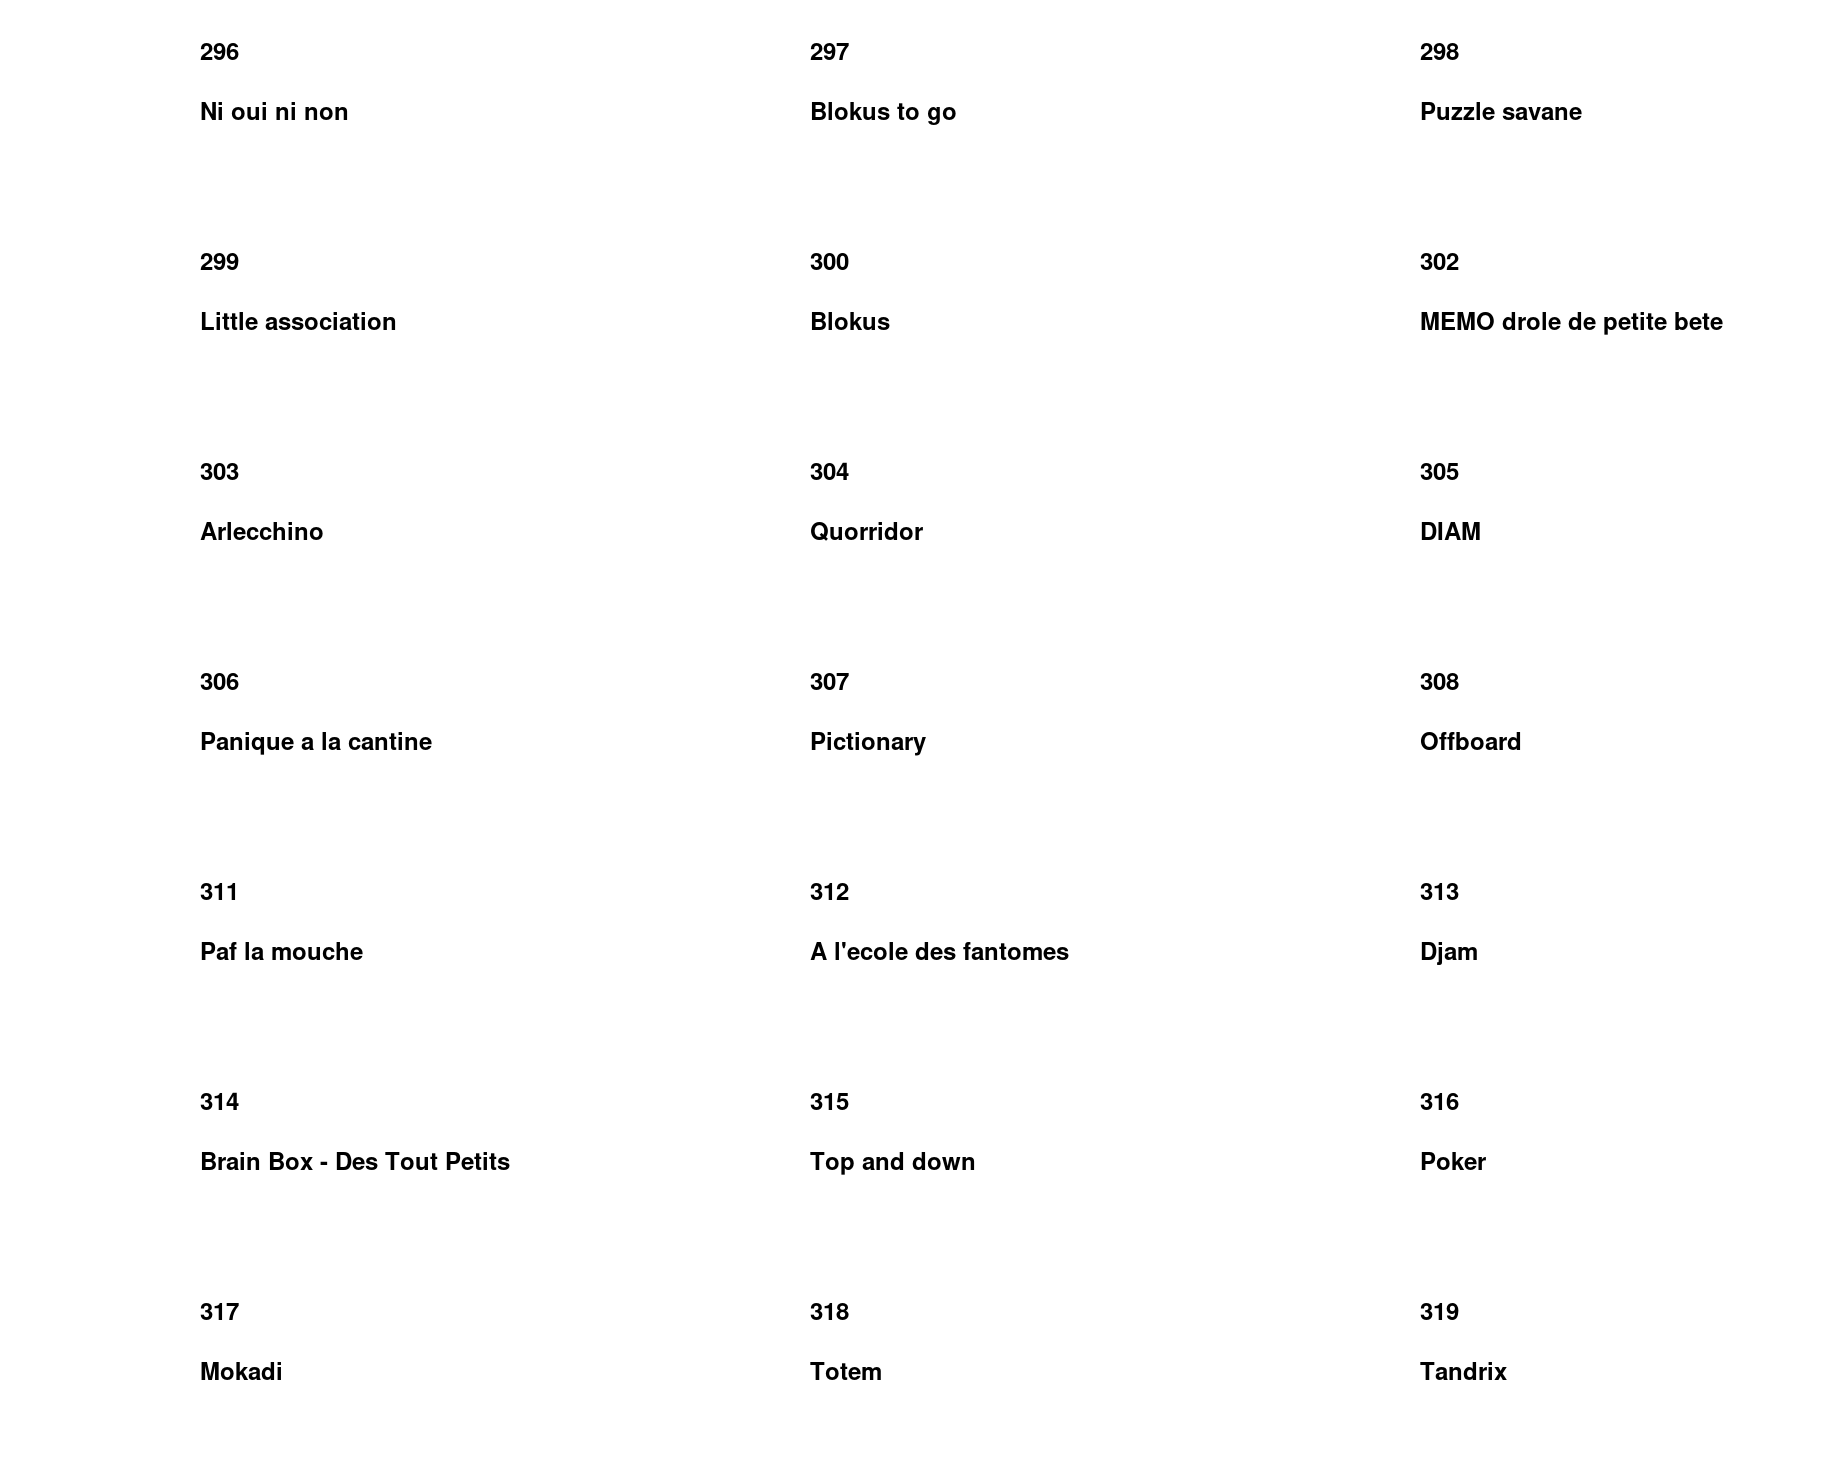 296
297
298
Ni oui ni non
Blokus to go
Puzzle savane
299
300
302
Little association
Blokus
MEMO drole de petite bete
303
304
305
Arlecchino
Quorridor
DIAM
306
307
308
Panique a la cantine
Pictionary
Offboard
311
312
313
Paf la mouche
A l'ecole des fantomes
Djam
314
315
316
Brain Box - Des Tout Petits
Top and down
Poker
317
318
319
Mokadi
Totem
Tandrix